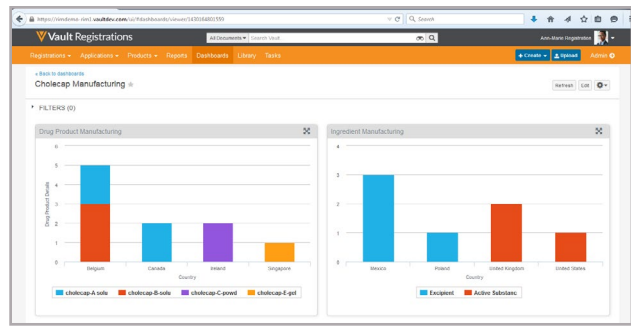 https://rimdemo-rim1.vaultdev.com/ui/#dashboards/viewer/1430204801559
Search
Vault Registrations
All Documents
Search Vault
Ann-Marie Registration
Registrations
Applications
Products
Reports
Dashboards
Library
Tasks
+ Create
Upload
Admin
« Back to dashboards
Cholecap Manufacturing
Refresh
Edit
FILTERS (0)
Drug Product Manufacturing
6
5
4
3
2
1
0
Drug Product Details
Belgium
Canada
Ireland
Singapore
Country
cholecap-A solu
cholecap-B-solu
cholecap-C-powd
cholecap-E-gel
Ingredient Manufacturing
4
3
2
1
0
Mexico
Poland
United Kingdom
United States
Country
Excipient
Active Substanc